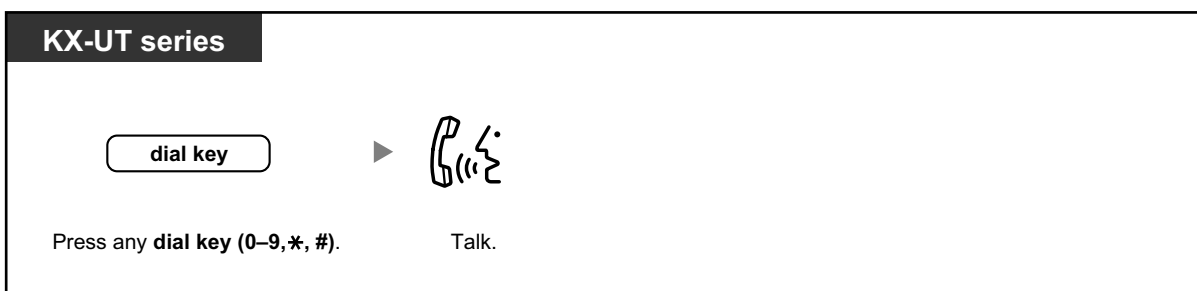 KX-UT series
dial key
Press any dial key (0–9,*, #). Talk.